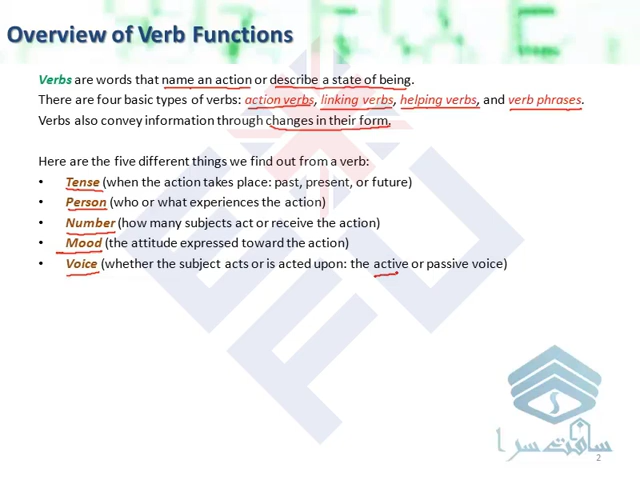 Overview of Verb Functions
Verbs are words that name an action or describe a state of being.
There are four basic types of verbs: action verbs, linking verbs, helping verbs, and verb phrases.
Verbs also convey information through changes in their form.
Here are the five different things we find out from a verb:
• Tense (when the action takes place: past, present, or future)
• Person (who or what experiences the action)
• Number (how many subjects act or receive the action)
• Mood (the attitude expressed toward the action)
• Voice (whether the subject acts or is acted upon: the active or passive voice)
سافت سرا
2